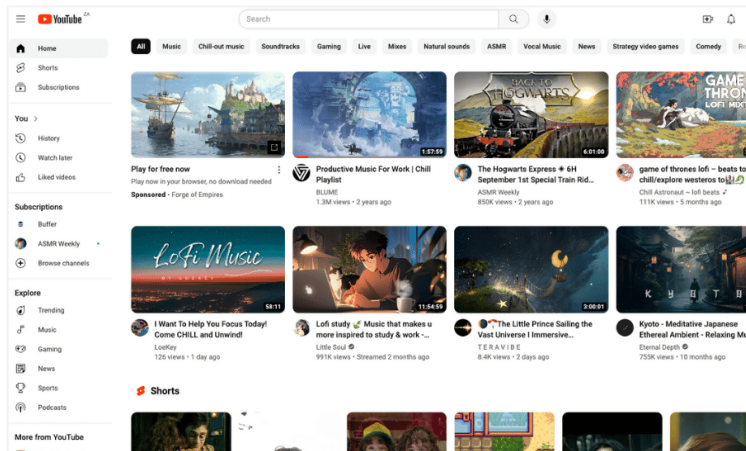 YouTube ZA
Search
Home
Shorts
Subscriptions
You
History
Watch later
Liked videos
Subscriptions
Buffer
ASMR Weekly
Browse channels
Explore
Trending
Music
Gaming
News
Sports
Podcasts
More from YouTube
All Music Chill-out music Soundtracks Gaming Live Mixes Natural sounds ASMR Vocal Music News Strategy video games Comedy
Play for free now
Play now in your browser, no download needed
Sponsored · Forge of Empires
1:57:59
Productive Music For Work | Chill
Playlist
BLUME
1.3M views • 2 years ago
BACK TO
HOGWARTS
6:01:00
The Hogwarts Express ✴ 6H
September 1st Special Train Rid...
ASMR Weekly
850K views • 2 years ago
GAME
THRON
LOFI MIXT
game of thrones lofi ~ beats to
chill/explore westeros to
Chill Astronaut ~ lofi beats
111K views • 5 months ago
LoFi Music
BY LOEKEY
58:11
I Want To Help You Focus Today!
Come CHILL and Unwind!
LoeKey
126 views • 1 day ago
11:54:59
Lofi study 🌿 Music that makes u
more inspired to study & work -...
Little Soul
991K views • Streamed 2 months ago
3:00:01
The Little Prince Sailing the
Vast Universe I Immersive...
T E R A V I B E
8.4K views • 2 days ago
KYOTO
Kyoto - Meditative Japanese
Ethereal Ambient - Relaxing Mu
Eternal Depth
755K views • 10 months ago
Shorts